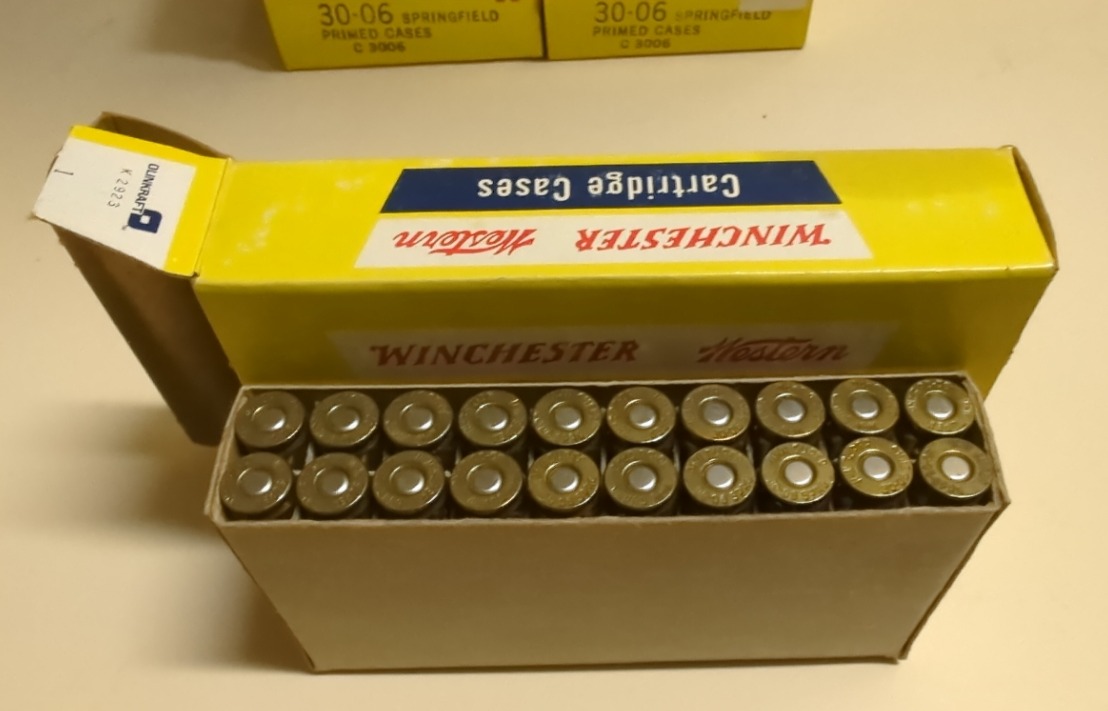 30-06 SPRINGFIELD
PRIMED CASES
C 3006
30-06 SPRINGFIELD
PRIMED CASES
C 3006
DUNKRAFT
K 2923
Cartridge Cases
WINCHESTER Western
WINCHESTER Western